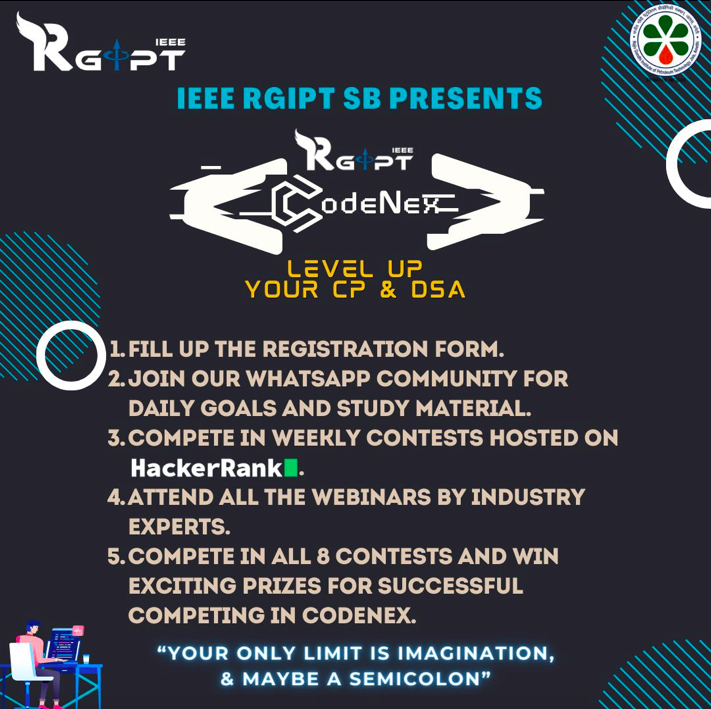 IEEE
RGIPT
IEEE RGIPT SB PRESENTS
IEEE
RGIPT
CodeNex
LEVEL UP
YOUR CP & DSA
1. FILL UP THE REGISTRATION FORM.
2. JOIN OUR WHATSAPP COMMUNITY FOR
DAILY GOALS AND STUDY MATERIAL.
3. COMPETE IN WEEKLY CONTESTS HOSTED ON
HackerRank.
4. ATTEND ALL THE WEBINARS BY INDUSTRY
EXPERTS.
5. COMPETE IN ALL 8 CONTESTS AND WIN
EXCITING PRIZES FOR SUCCESSFUL
COMPETING IN CODENEX.
“YOUR ONLY LIMIT IS IMAGINATION,
& MAYBE A SEMICOLON”